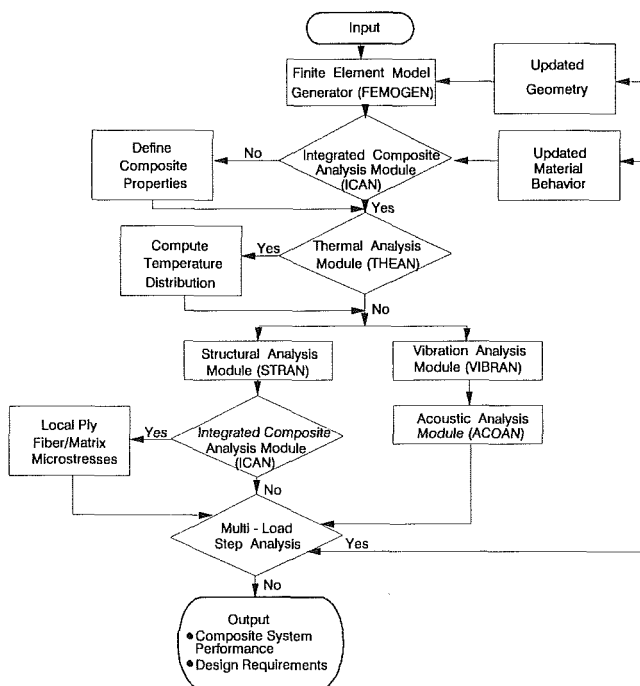 Input
Finite Element Model
Generator (FEMOGEN)
Updated
Geometry
Define
Composite
Properties
No
Integrated Composite
Analysis Module
(ICAN)
Updated
Material
Behavior
Yes
Compute
Temperature
Distribution
Yes
Thermal Analysis
Module (THEAN)
No
Structural Analysis
Module (STRAN)
Vibration Analysis
Module (VIBRAN)
Local Ply
Fiber/Matrix
Microstresses
Yes
Integrated Composite
Analysis Module
(ICAN)
Acoustic Analysis
Module (ACOAN)
No
Multi - Load
Step Analysis
Yes
No
Output
● Composite System
Performance
● Design Requirements